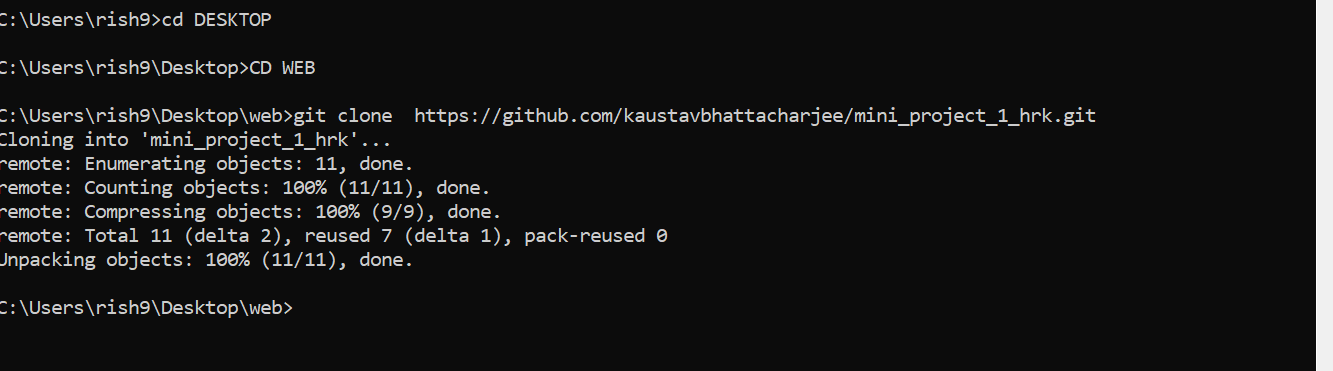 C:\Users\rish9>cd DESKTOP
C:\Users\rish9\Desktop>CD WEB
C:\Users\rish9\Desktop\web>git clone  https://github.com/kaustavbhattacharjee/mini_project_1_hrk.git
Cloning into 'mini_project_1_hrk'...
remote: Enumerating objects: 11, done.
remote: Counting objects: 100% (11/11), done.
remote: Compressing objects: 100% (9/9), done.
remote: Total 11 (delta 2), reused 7 (delta 1), pack-reused 0
Unpacking objects: 100% (11/11), done.
C:\Users\rish9\Desktop\web>